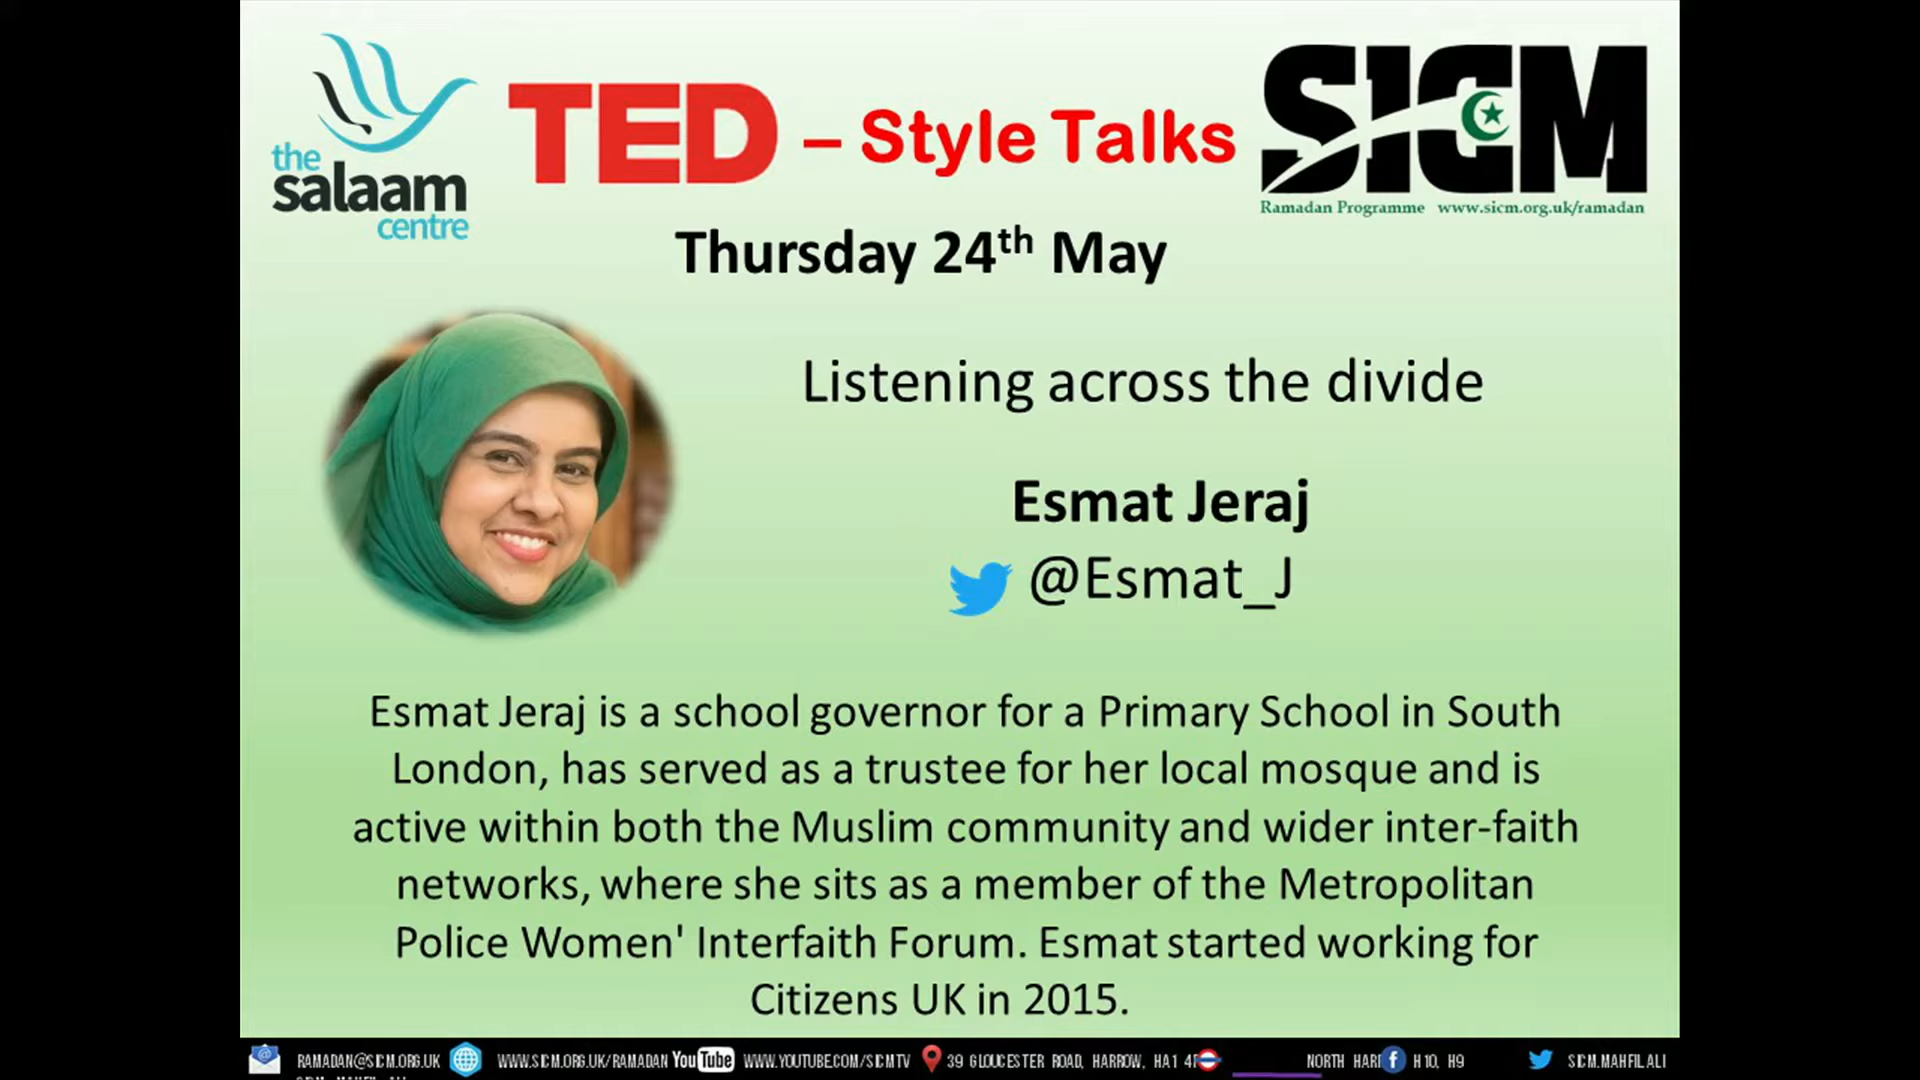 the
salaam
centre
TED – Style Talks
SICM
Ramadan Programme www.sicm.org.uk/ramadan
Thursday 24th May
Listening across the divide
Esmat Jeraj
@Esmat_J
Esmat Jeraj is a school governor for a Primary School in South
London, has served as a trustee for her local mosque and is
active within both the Muslim community and wider inter-faith
networks, where she sits as a member of the Metropolitan
Police Women' Interfaith Forum. Esmat started working for
Citizens UK in 2015.
RAMADAN@SICM.ORG.UK WWW.SICM.ORG.UK/RAMADAN YouTube WWW.YOUTUBE.COM/SICMTV 39 GLOUCESTER ROAD, HARROW, HA1 NORTH H10, H9 SICM.MAHFILALI